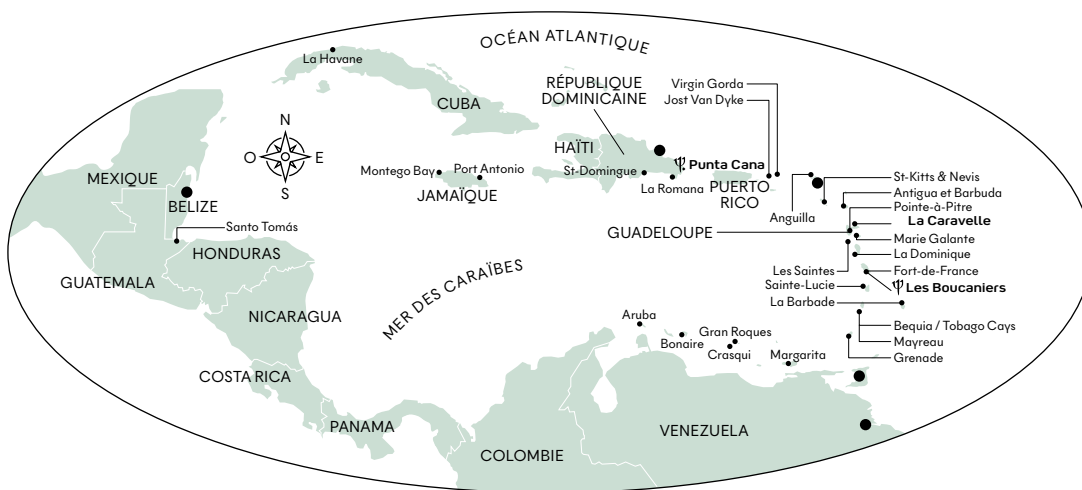 OCÉAN ATLANTIQUE
La Havane
CUBA
RÉPUBLIQUE
DOMINICAINE
Virgin Gorda
Jost Van Dyke
N
O
E
S
HAÏTI
Punta Cana
Montego Bay
Port Antonio
St-Domingue
La Romana
JAMAÏQUE
PUERTO
RICO
MEXIQUE
BELIZE
Anguilla
St-Kitts & Nevis
Antigua et Barbuda
Pointe-à-Pitre
La Caravelle
GUADELOUPE
Marie Galante
La Dominique
Santo Tomás
HONDURAS
GUATEMALA
MER DES CARAÏBES
Les Saintes
Fort-de-France
Sainte-Lucie
Les Boucaniers
La Barbade
NICARAGUA
Aruba
Bonaire
Gran Roques
Crasqui
Margarita
Bequia / Tobago Cays
Mayreau
Grenade
COSTA RICA
PANAMA
COLOMBIE
VENEZUELA